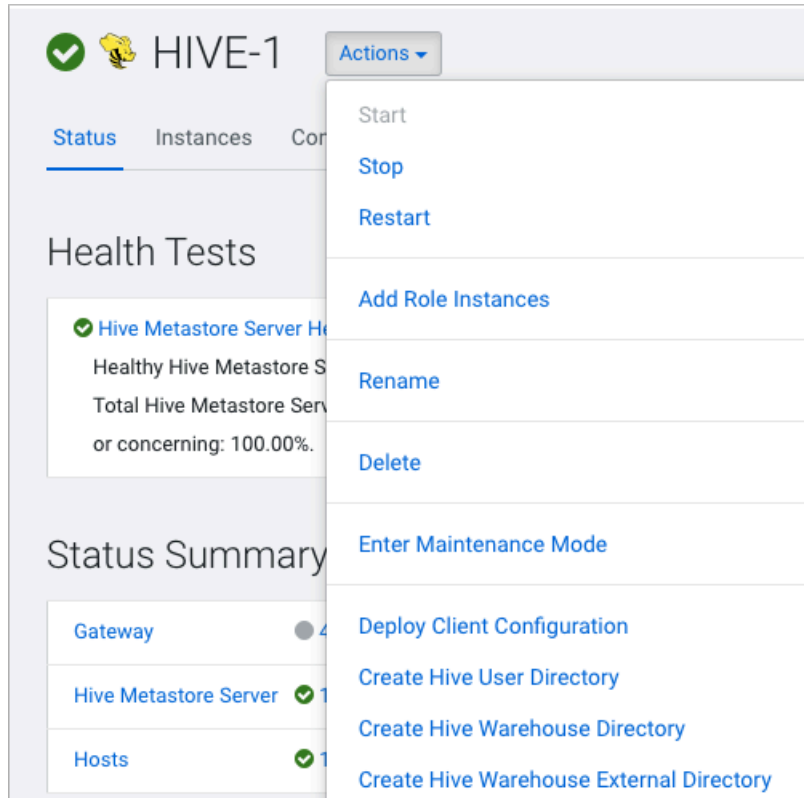 HIVE-1
Actions
Status Instances
Start
Stop
Restart
Add Role Instances
Rename
Delete
Enter Maintenance Mode
Deploy Client Configuration
Create Hive User Directory
Create Hive Warehouse Directory
Create Hive Warehouse External Directory
Health Tests
Hive Metastore Server
Healthy Hive Metastore
Total Hive Metastore
or concerning: 100.00%.
Status Summary
Gateway
Hive Metastore Server 1
Hosts 1